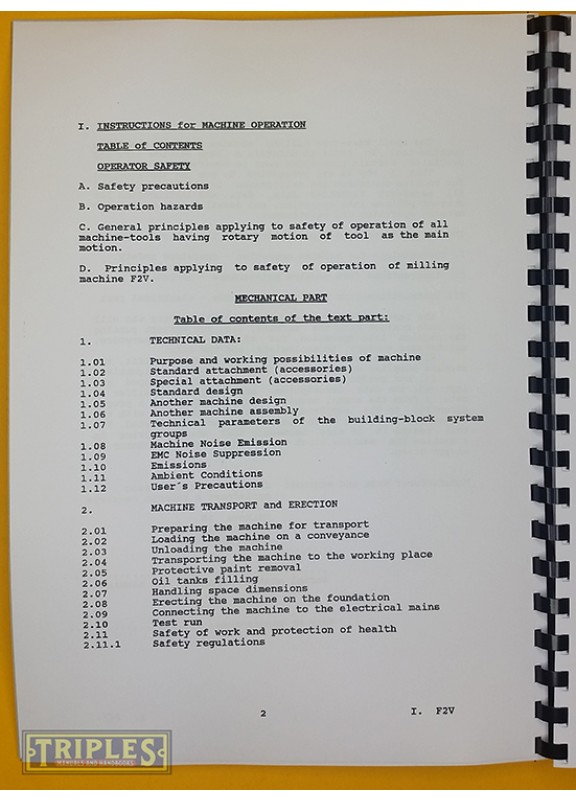 I. INSTRUCTIONS for MACHINE OPERATION
TABLE of CONTENTS
OPERATOR SAFETY
A. Safety precautions
B. Operation hazards
C. General principles applying to safety of operation of all
machine-tools having rotary motion of tool as the main
motion.
D. Principles applying to safety of operation of milling
machine F2V.
MECHANICAL PART
Table of contents of the text part:
1. TECHNICAL DATA:
1.01 Purpose and working possibilities of machine
1.02 Standard attachment (accessories)
1.03 Special attachment (accessories)
1.04 Standard design
1.05 Another machine design
1.06 Another machine assembly
1.07 Technical parameters of the building-block system
groups
1.08 Machine Noise Emission
1.09 EMC Noise Suppression
1.10 Emissions
1.11 Ambient Conditions
1.12 User´s Precautions
2. MACHINE TRANSPORT and ERECTION
2.01 Preparing the machine for transport
2.02 Loading the machine on a conveyance
2.03 Unloading the machine
2.04 Transporting the machine to the working place
2.05 Protective paint removal
2.06 Oil tanks filling
2.07 Handling space dimensions
2.08 Erecting the machine on the foundation
2.09 Connecting the machine to the electrical mains
2.10 Test run
2.11 Safety of work and protection of health
2.11.1 Safety regulations
2 I. F2V
TRIPLES
MANUALS AND HANDBOOKS